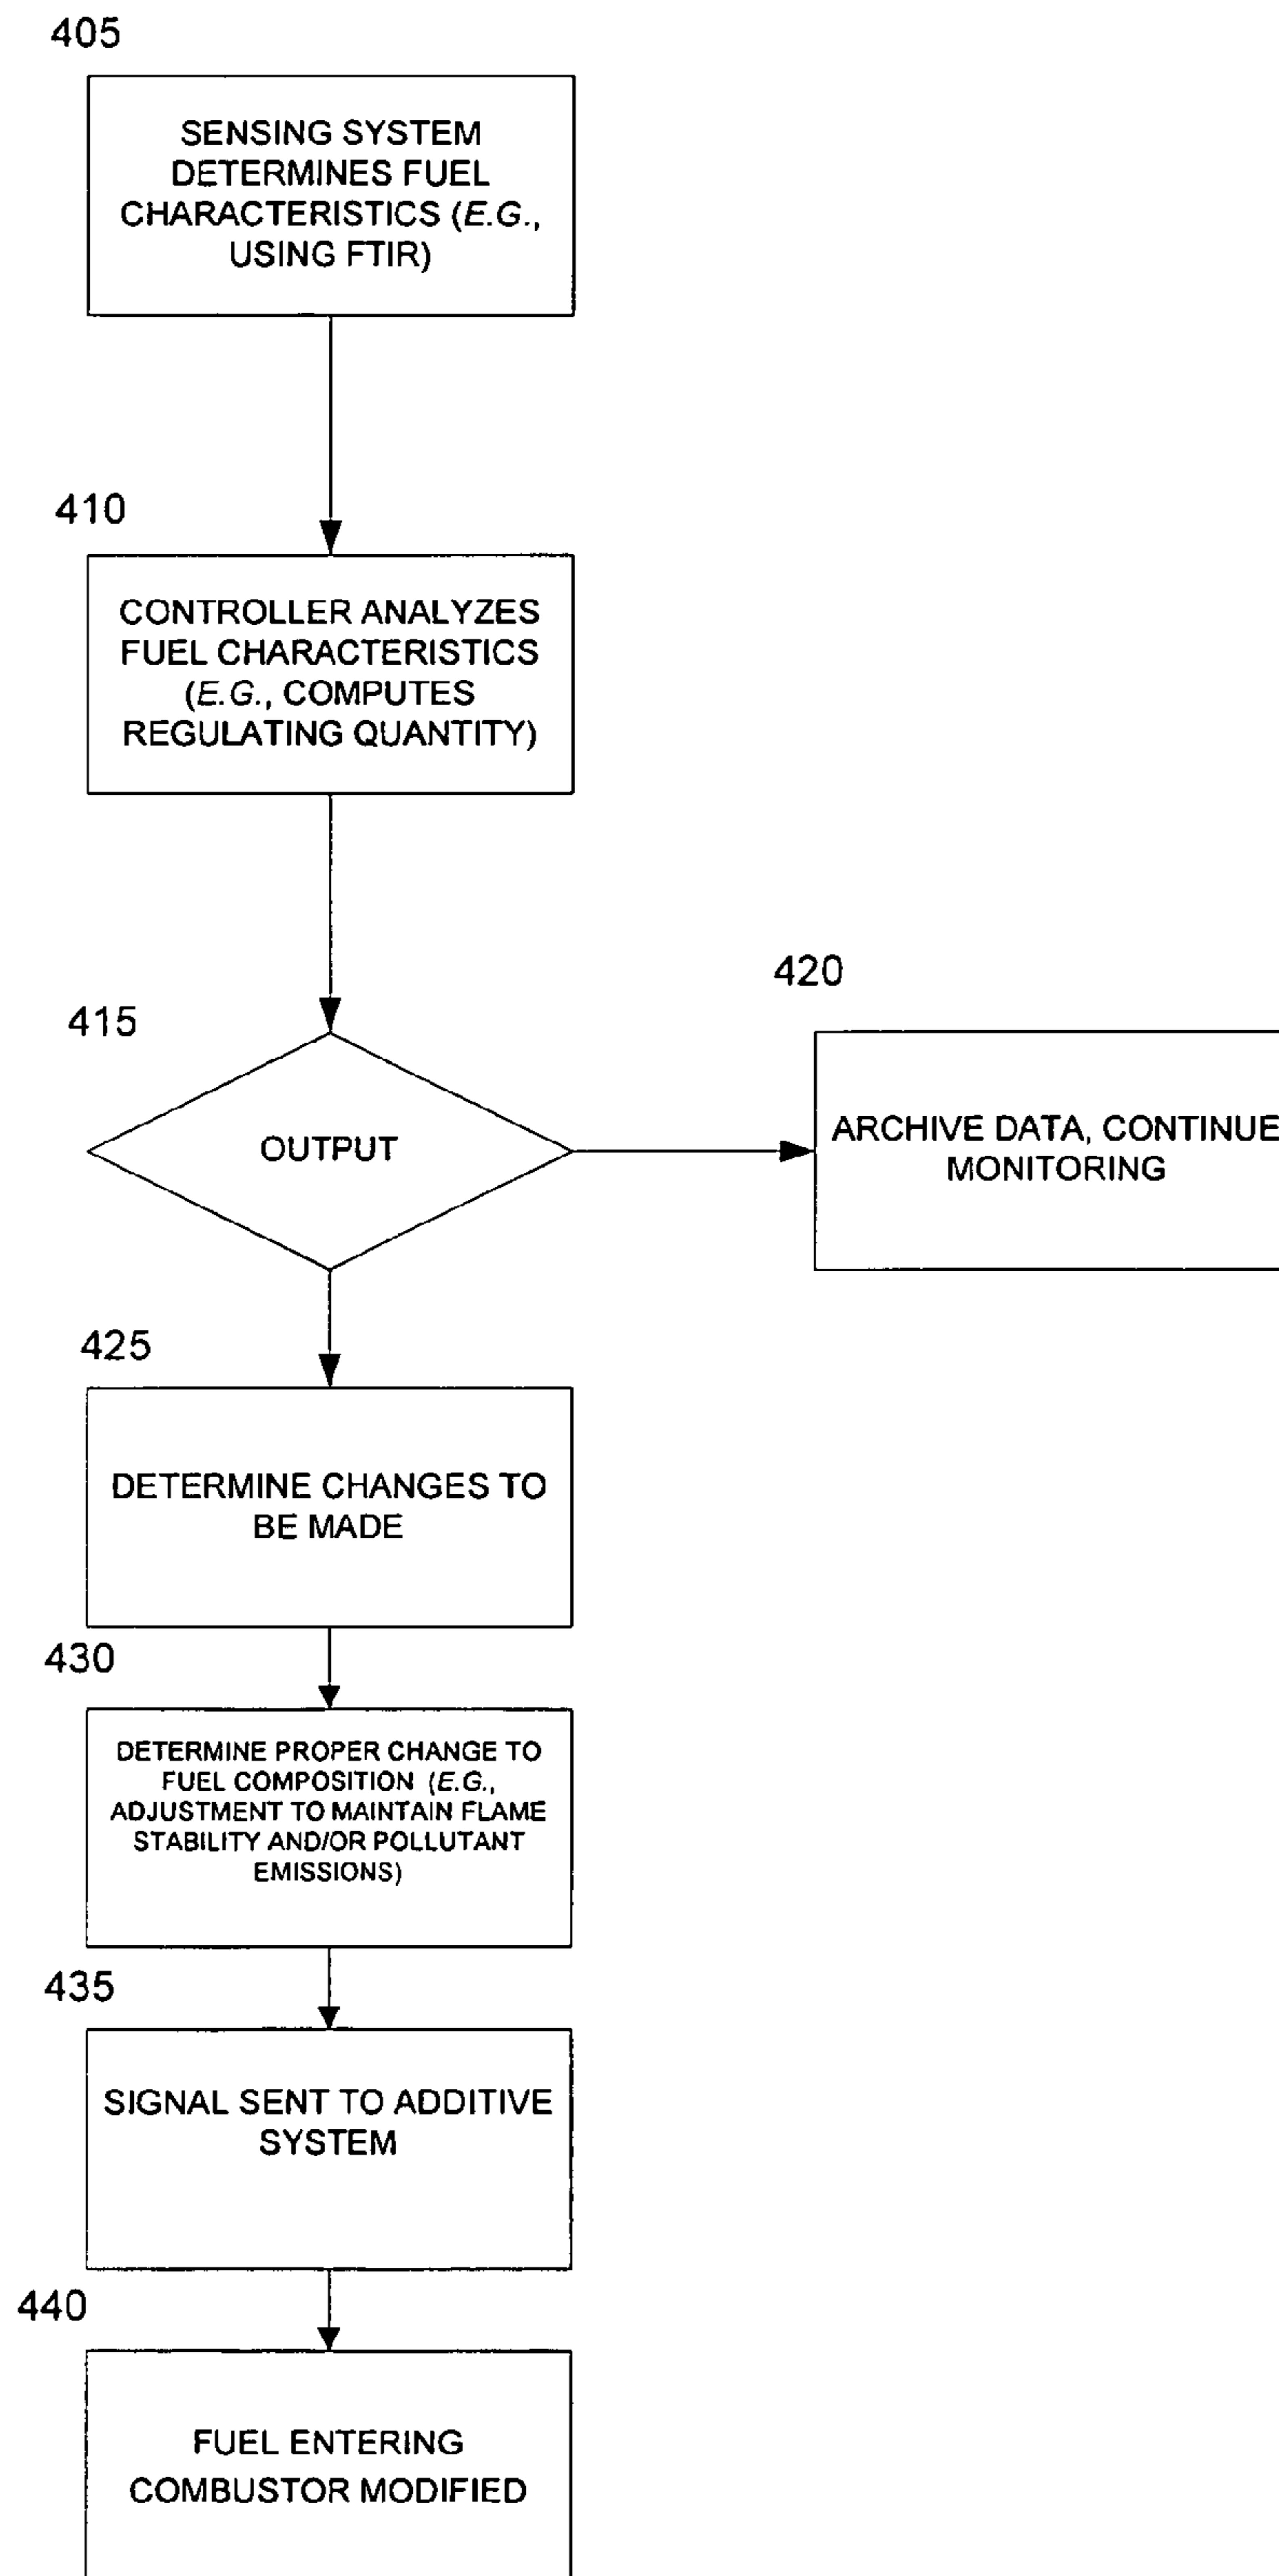 405
SENSING SYSTEM
DETERMINES FUEL
CHARACTERISTICS (E.G.,
USING FTIR)
410
CONTROLLER ANALYZES
FUEL CHARACTERISTICS
(E.G., COMPUTES
REGULATING QUANTITY)
415
OUTPUT
420
ARCHIVE DATA, CONTINUE
MONITORING
425
DETERMINE CHANGES TO
BE MADE
430
DETERMINE PROPER CHANGE TO
FUEL COMPOSITION (E.G.,
ADJUSTMENT TO MAINTAIN FLAME
STABILITY AND/OR POLLUTANT
EMISSIONS)
435
SIGNAL SENT TO ADDITIVE
SYSTEM
440
FUEL ENTERING
COMBUSTOR MODIFIED